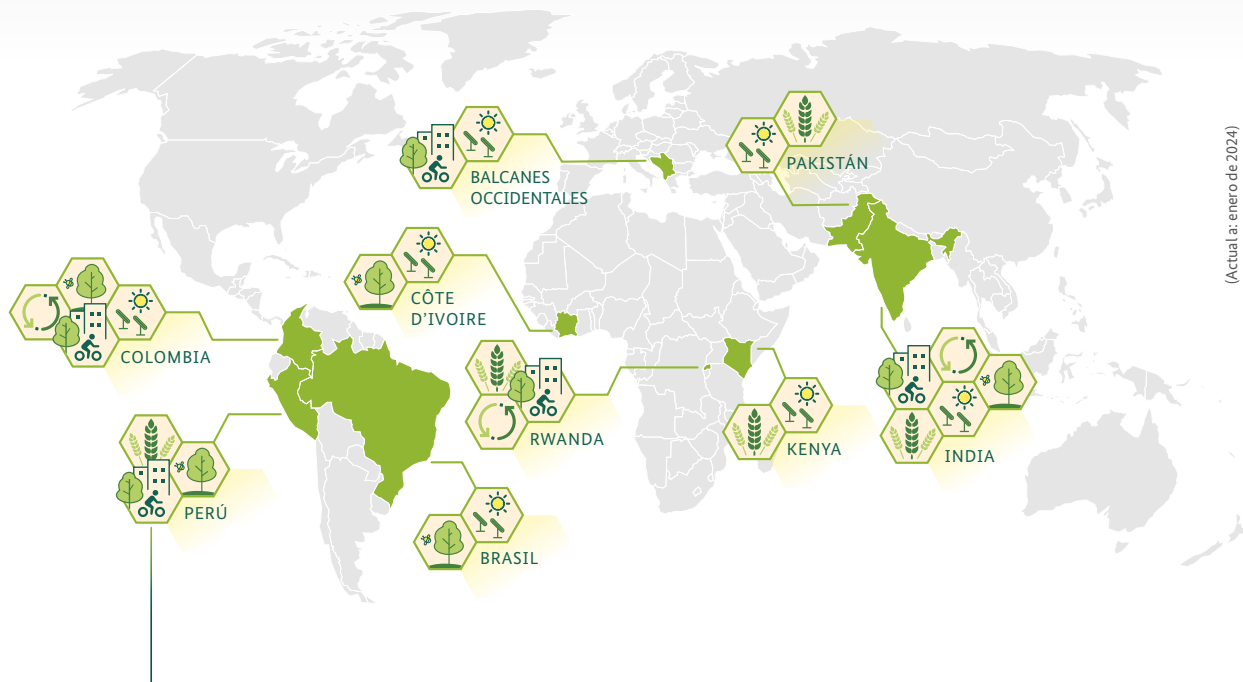 PAKISTÁN
BALCANES
OCCIDENTALES
(Actual a: enero de 2024)
CÔTE
D’IVOIRE
COLOMBIA
RWANDA
KENYA
INDIA
PERÚ
BRASIL